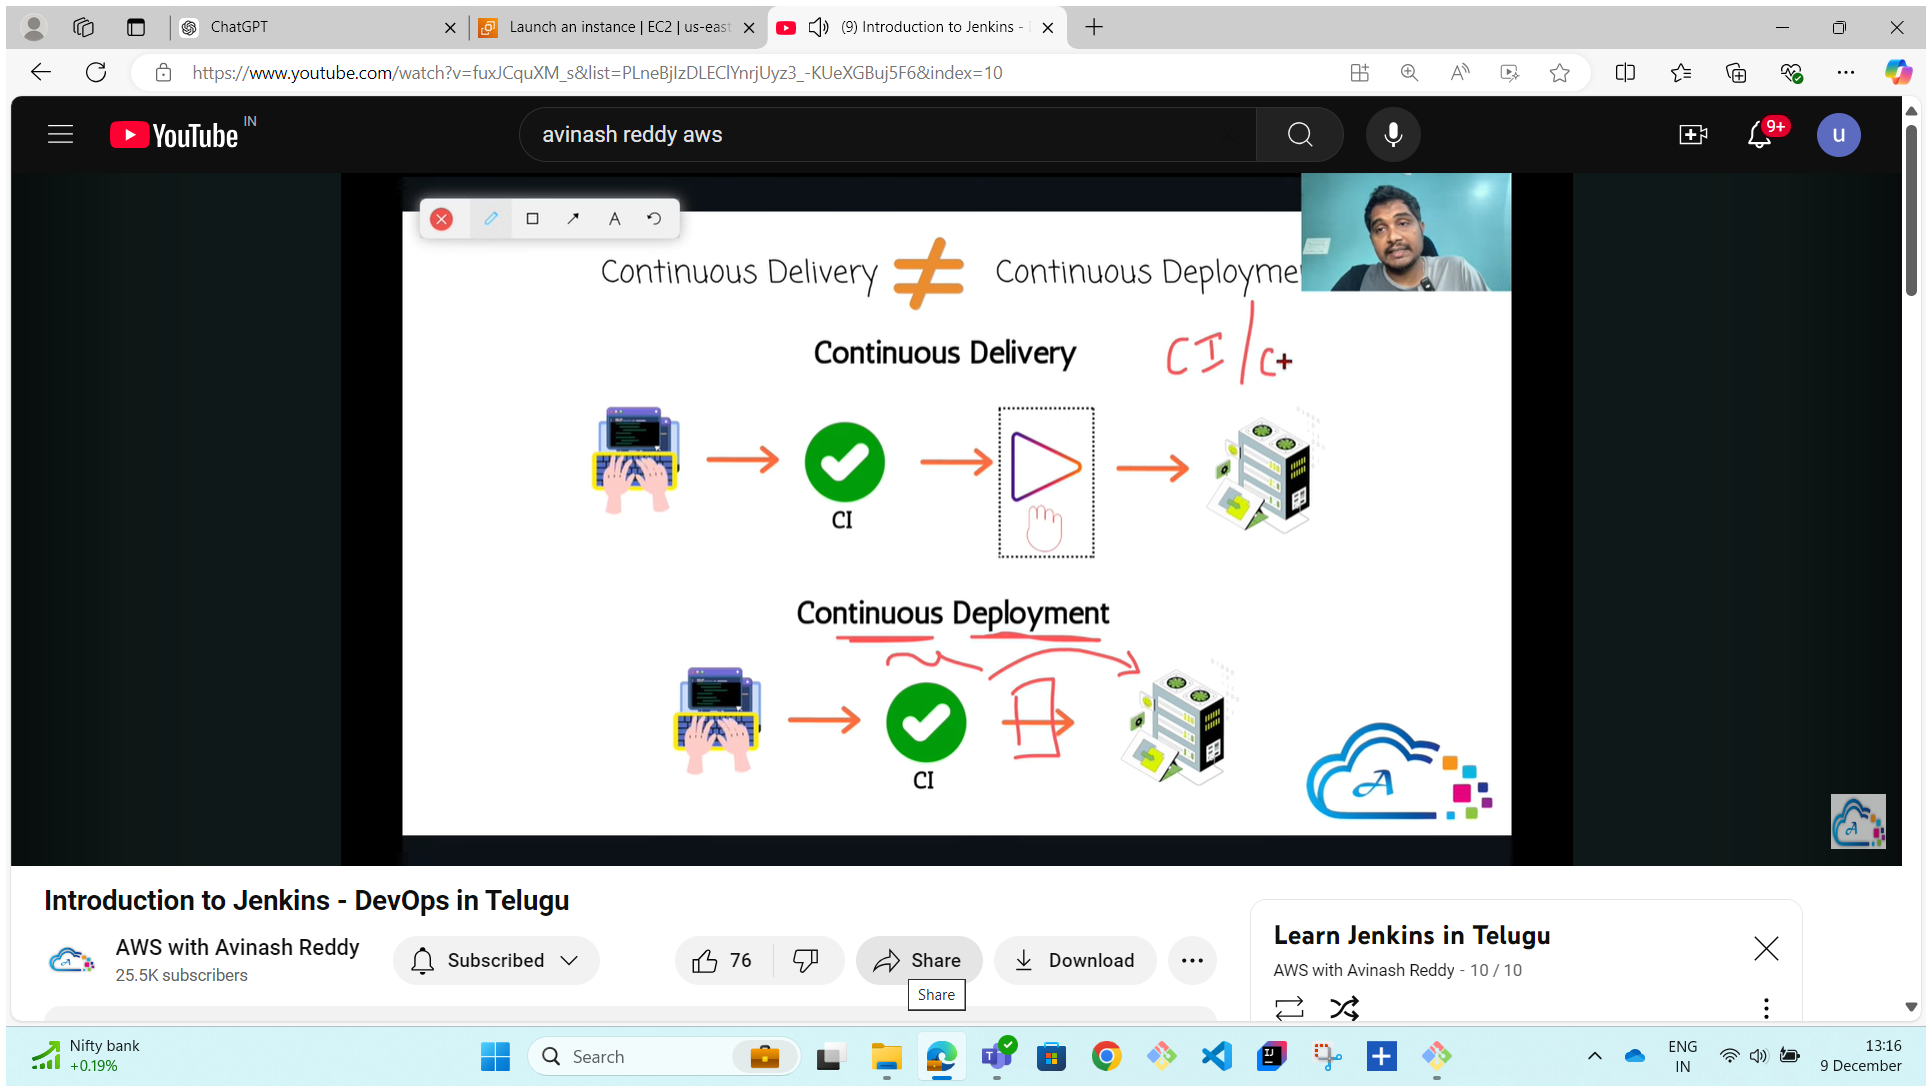 ChatGPT
Launch an instance | EC2 | us-east
(9) Introduction to Jenkins -
https://www.youtube.com/watch?v=fuxJCquXM_s&list=PLneBjIzDLEClYnrjUyz3_-KUeXGBuj5F6&index=10
YouTube IN
avinash reddy aws
9+
u
A
Continuous Delivery ≠ Continuous Deployme
Continuous Delivery
CI/C
CI
Continuous Deployment
CI
A
Introduction to Jenkins - DevOps in Telugu
AWS with Avinash Reddy
25.5K subscribers
Subscribed
76
Share
Download
Share
Learn Jenkins in Telugu
AWS with Avinash Reddy - 10 / 10
Nifty bank
+0.19%
Search
ENG
IN
13:16
9 December